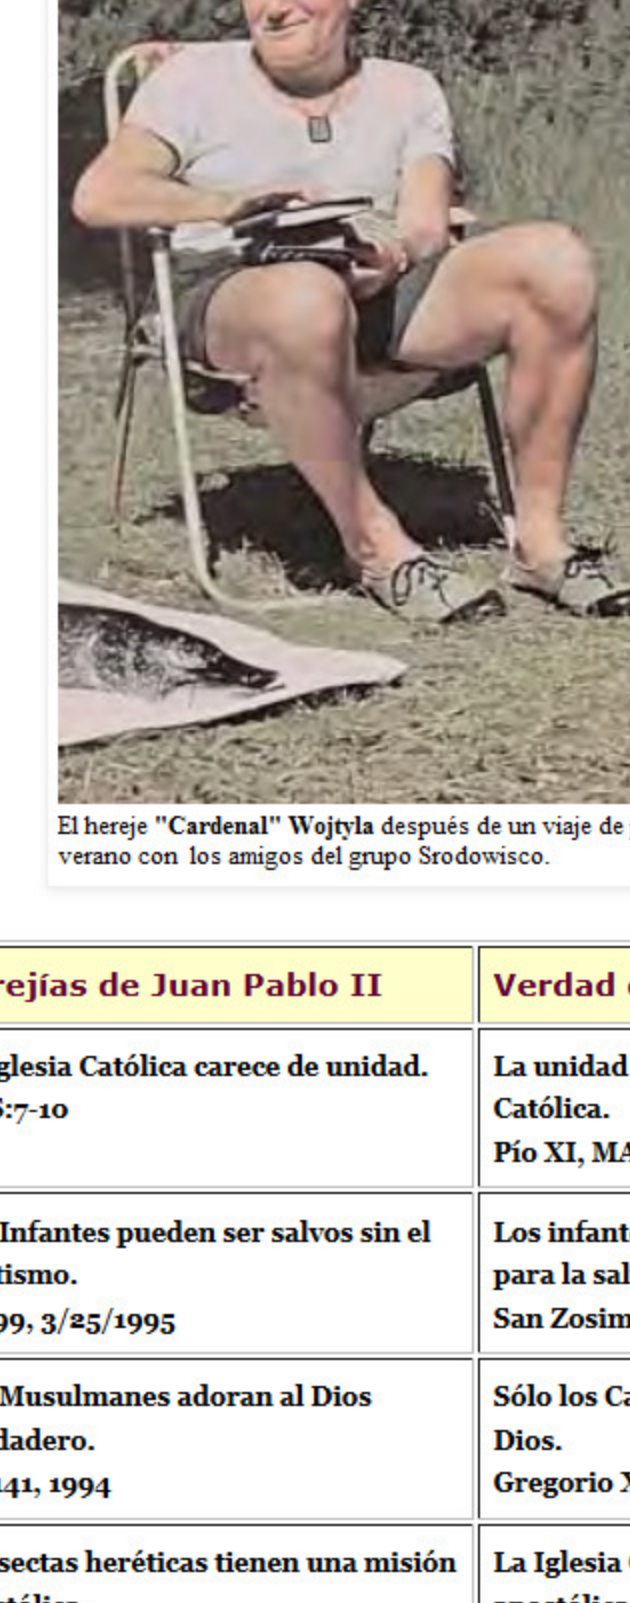 El hereje "Cardenal" Wojtyla después de un viaje de
verano con los amigos del grupo Srodowisco.
rejías de Juan Pablo II
Verdad
glesia Católica carece de unidad.
5:7-10
La unidad
Católica.
Pío XI, MA
Infantes pueden ser salvos sin el
tismo.
99, 3/25/1995
Los infant
para la sal
San Zosim
Musulmanes adoran al Dios
dadero.
141, 1994
Sólo los Ca
Dios.
Gregorio X
sectas heréticas tienen una misión
La Iglesia